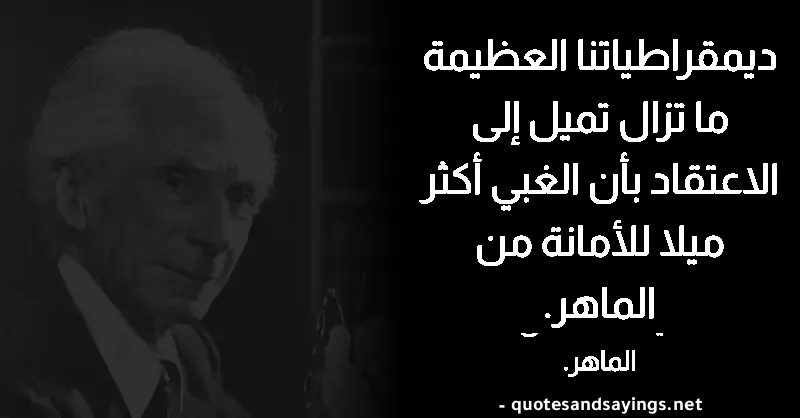 ديمقراطياتنا العظيمة
ما تزال تميل إلى
الاعتقاد بأن الغبي أكثر
ميلا للأمانة من
الماهر.
الماهر.
- quotesandsayings.net